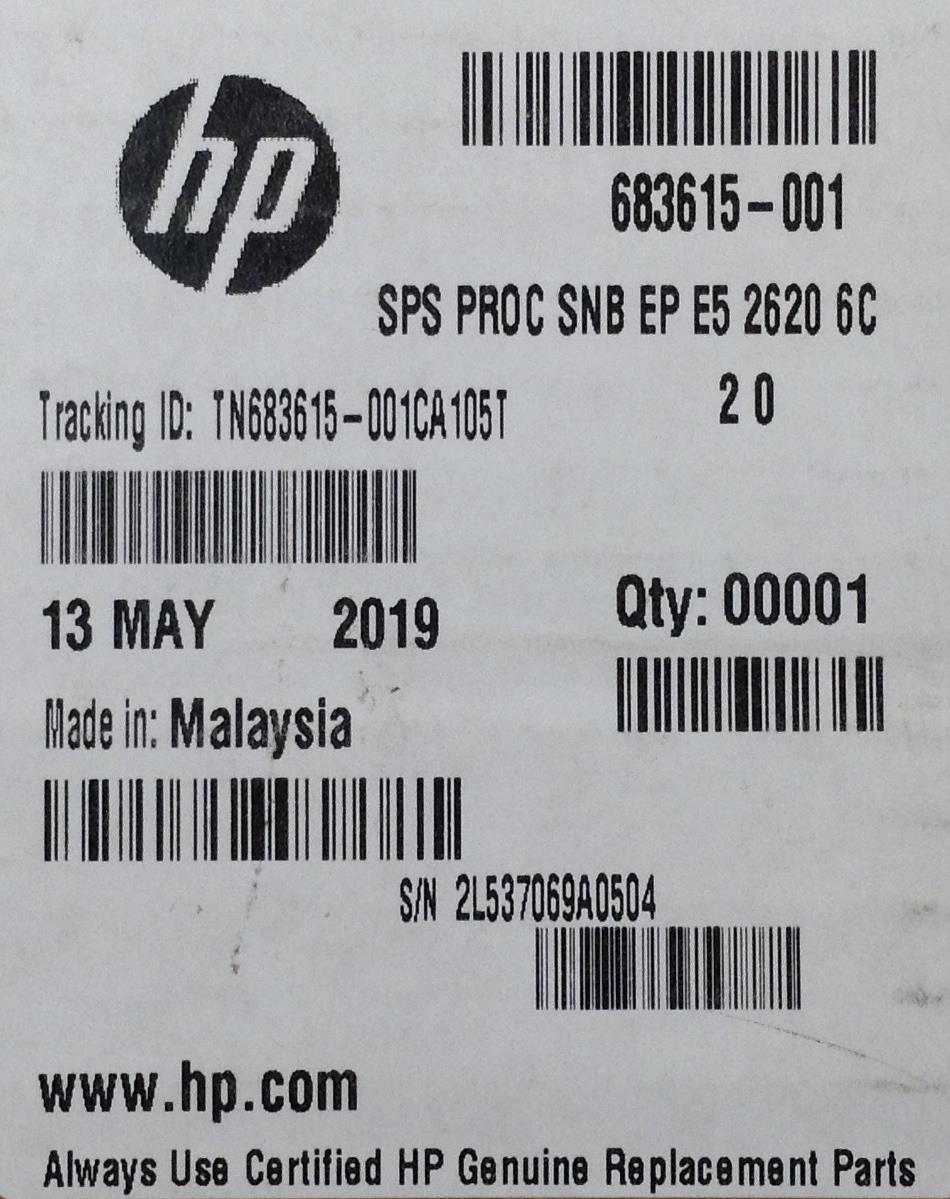 hp
683615-001
SPS PROC SNB EP E5 2620 6C
2 0
Tracking ID: TN683615-001CA105T
13 MAY 2019
Qty: 00001
Made in: Malaysia
S/N 2L537069A0504
www.hp.com
Always Use Certified HP Genuine Replacement Parts